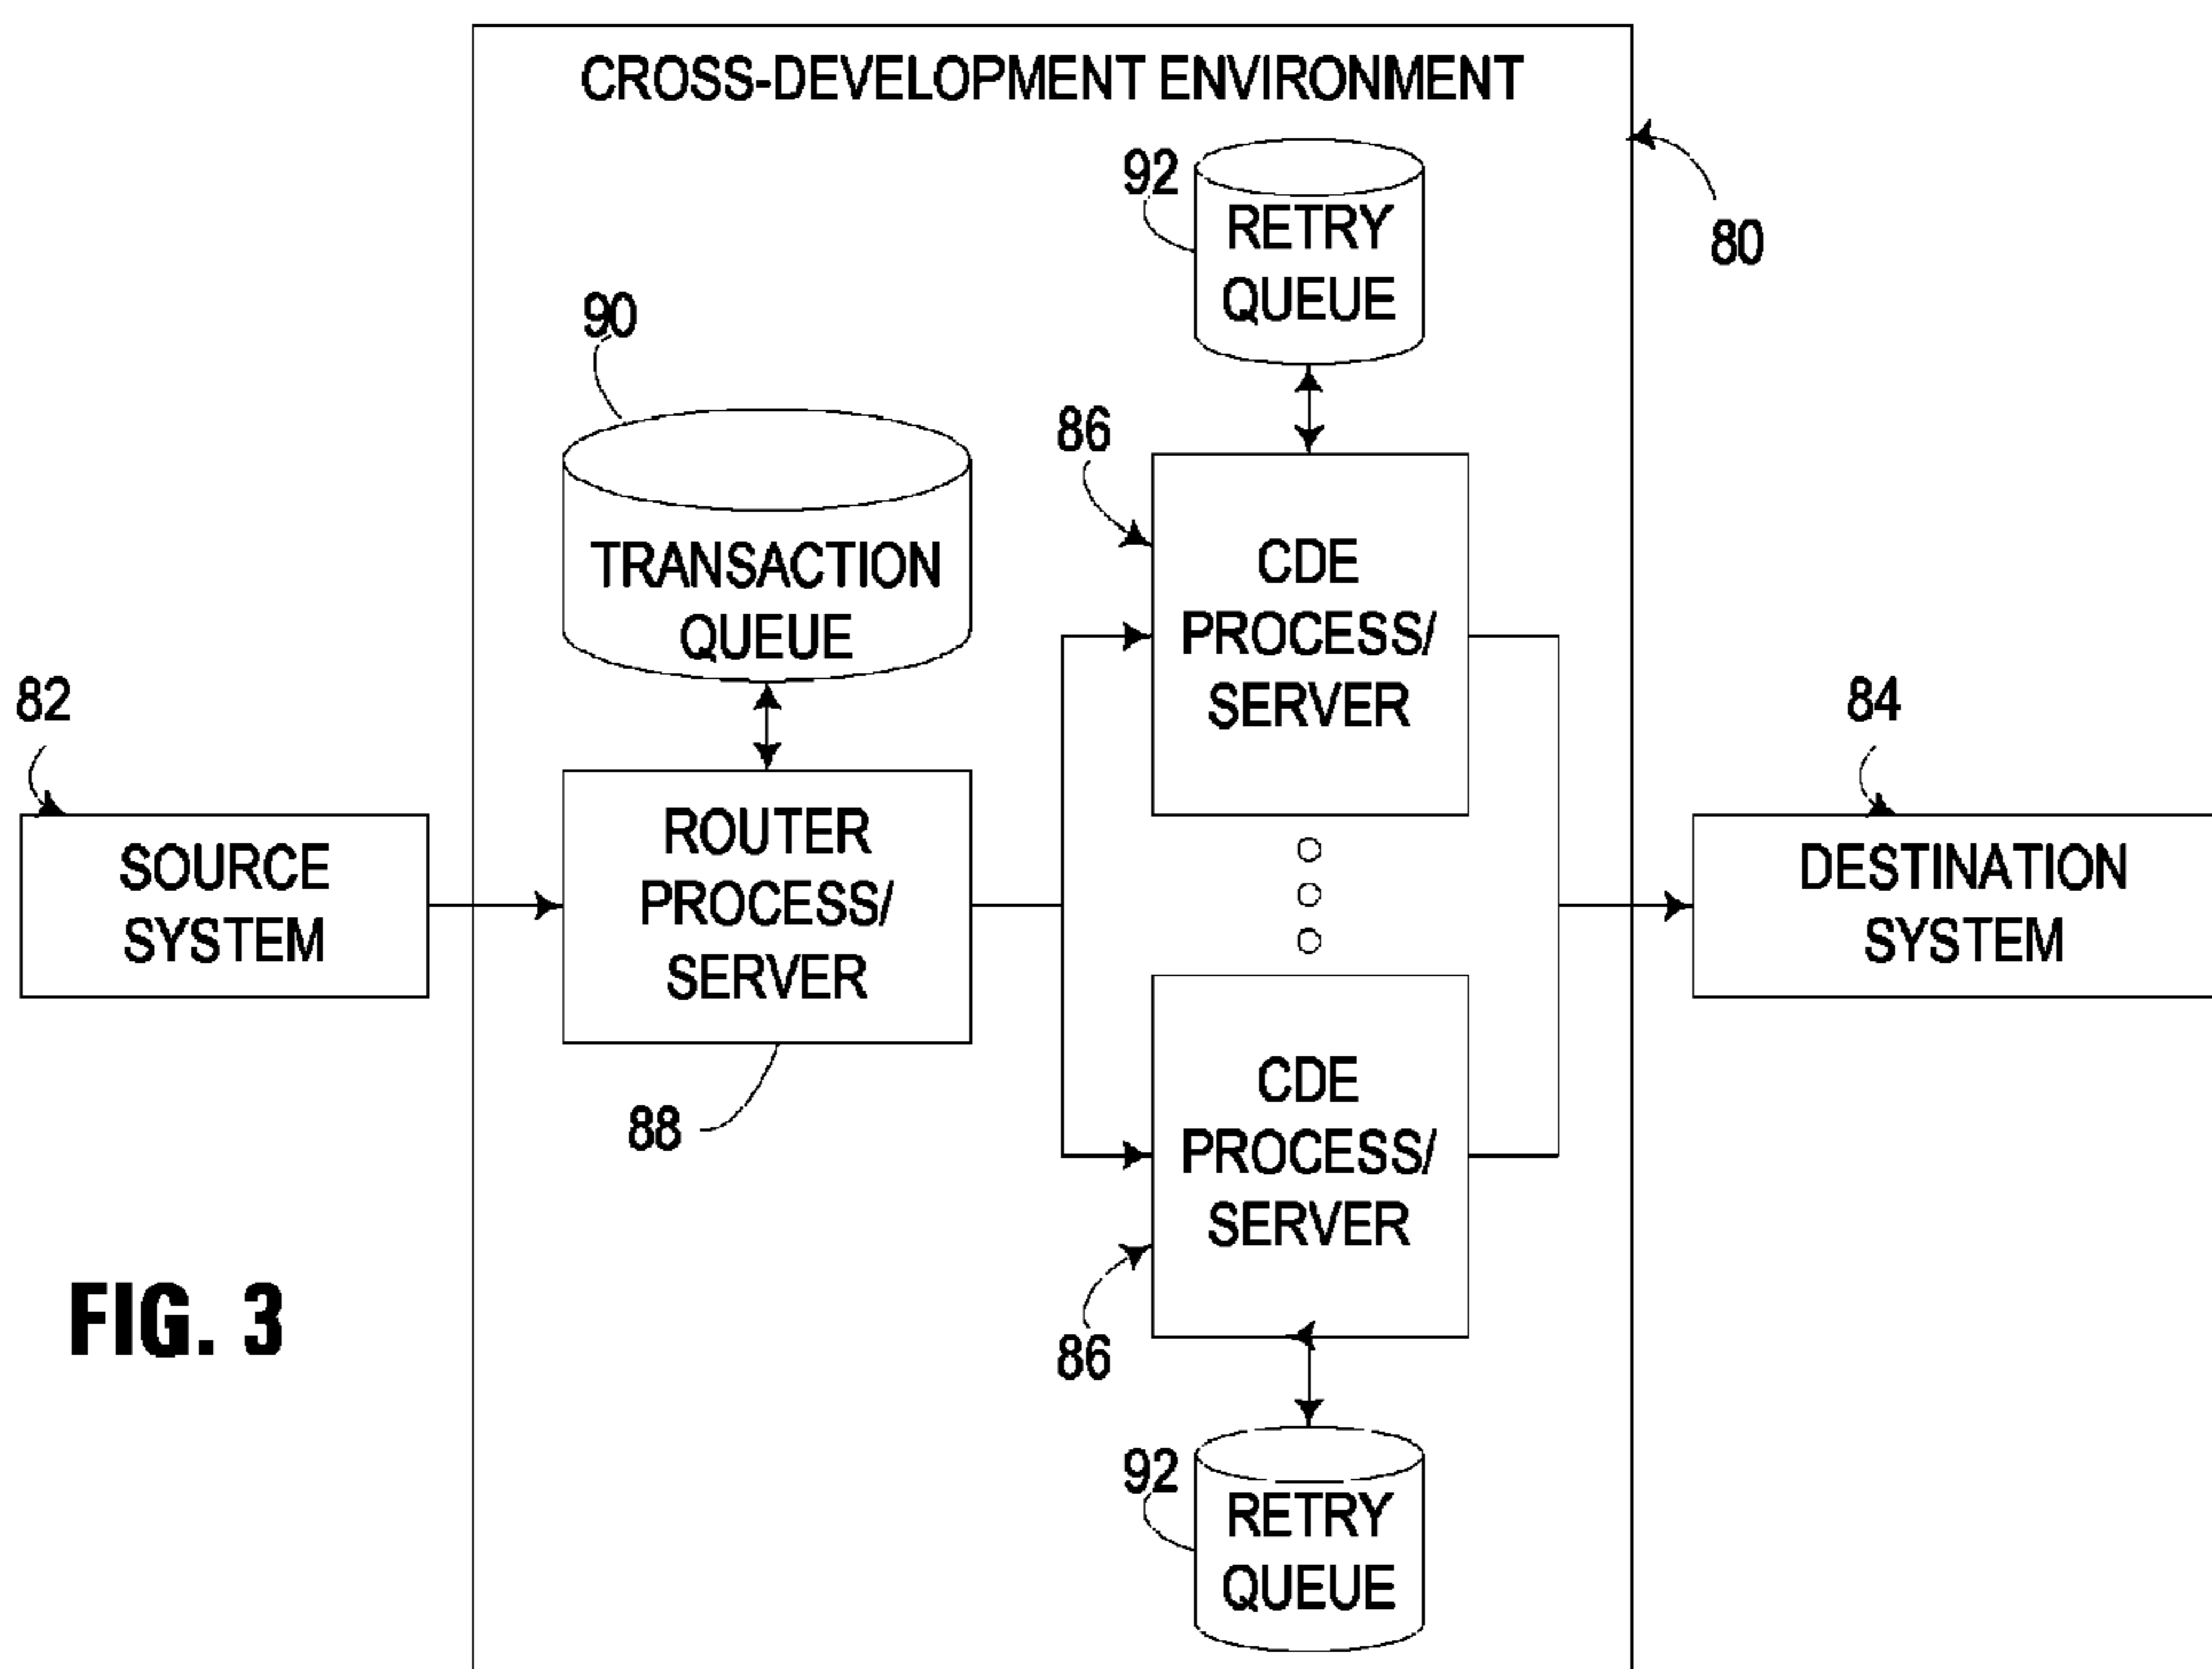 CROSS-DEVELOPMENT ENVIRONMENT
92
RETRY
QUEUE
80
90
TRANSACTION
QUEUE
86
CDE
PROCESS/
SERVER
82
SOURCE
SYSTEM
ROUTER
PROCESS/
SERVER
88
84
DESTINATION
SYSTEM
CDE
PROCESS/
SERVER
86
92
RETRY
QUEUE
FIG. 3